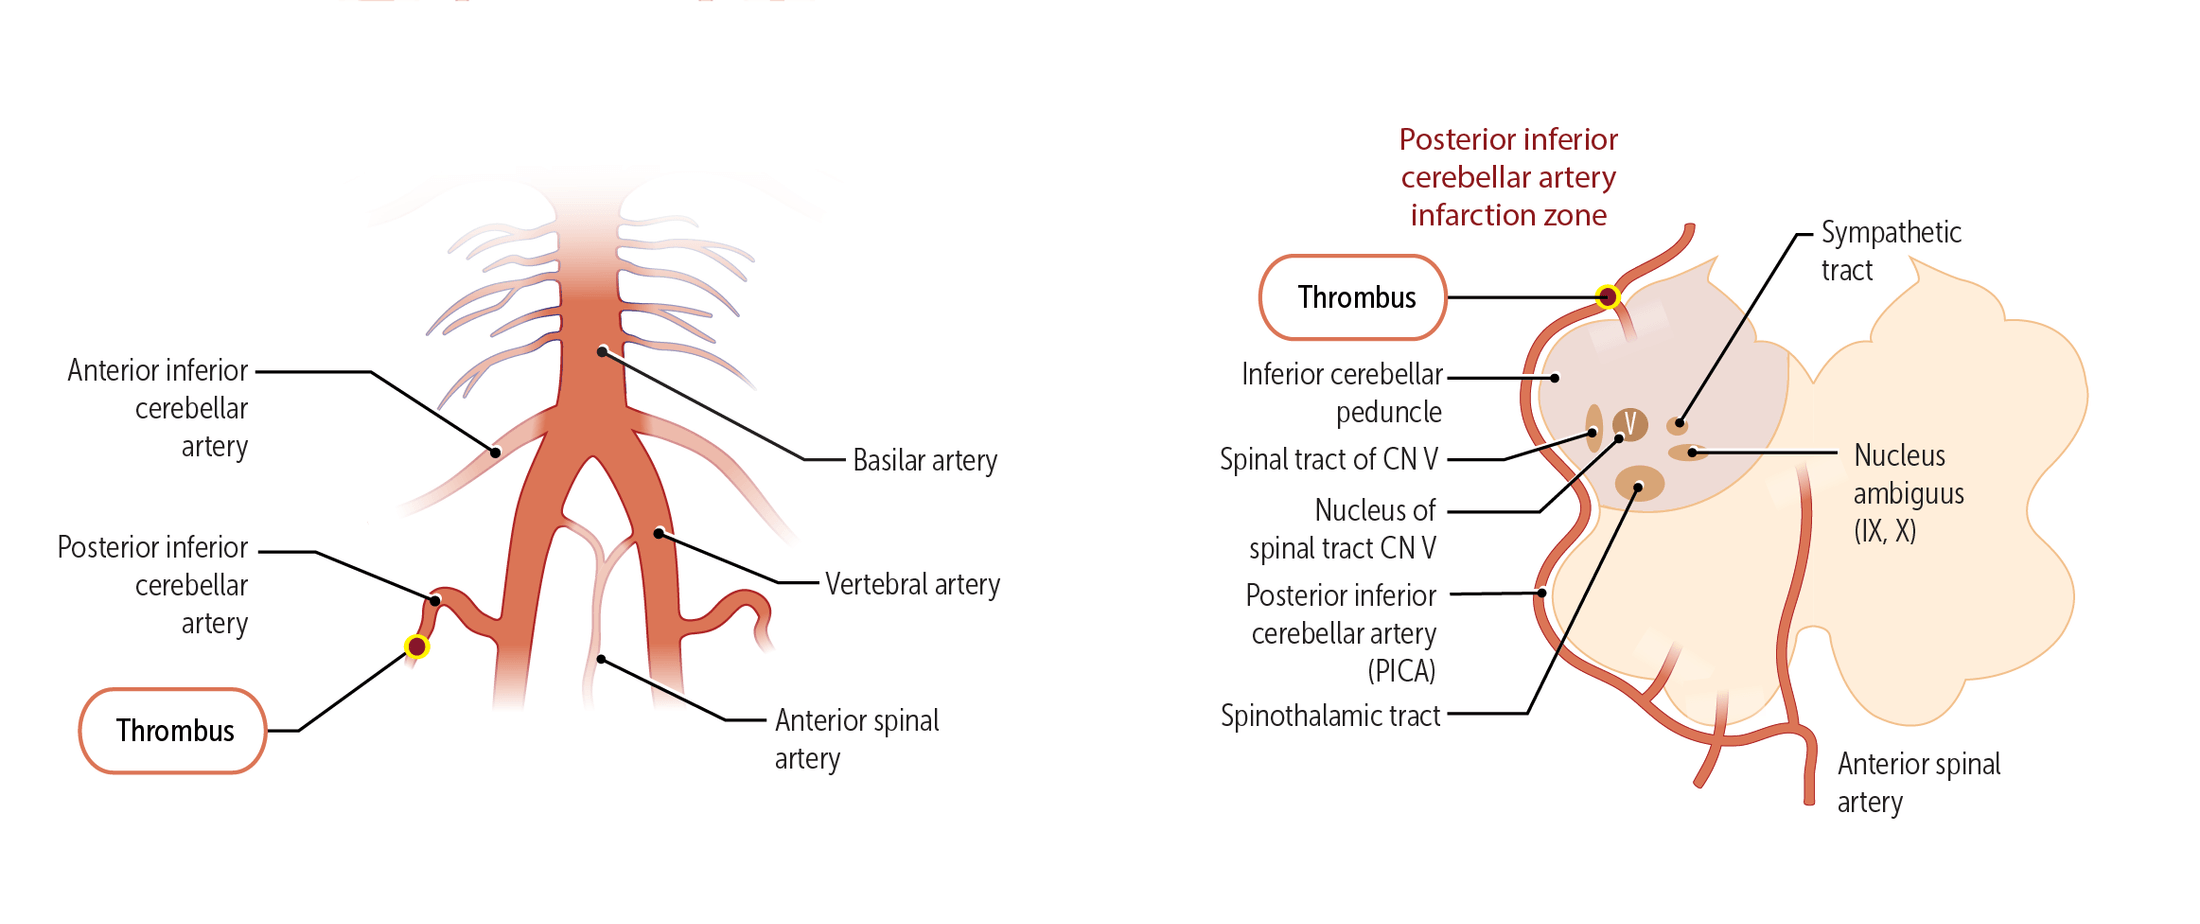 Anterior inferior
cerebellar
artery
Posterior inferior
cerebellar
artery
Thrombus
Basilar artery
Vertebral artery
Anterior spinal
artery
Posterior inferior
cerebellar artery
infarction zone
Thrombus
Inferior cerebellar
peduncle
Spinal tract of CN V
Nucleus of
spinal tract CN V
Posterior inferior
cerebellar artery
(PICA)
Spinothalamic tract
V
Sympathetic
tract
Nucleus
ambiguus
(IX, X)
Anterior spinal
artery